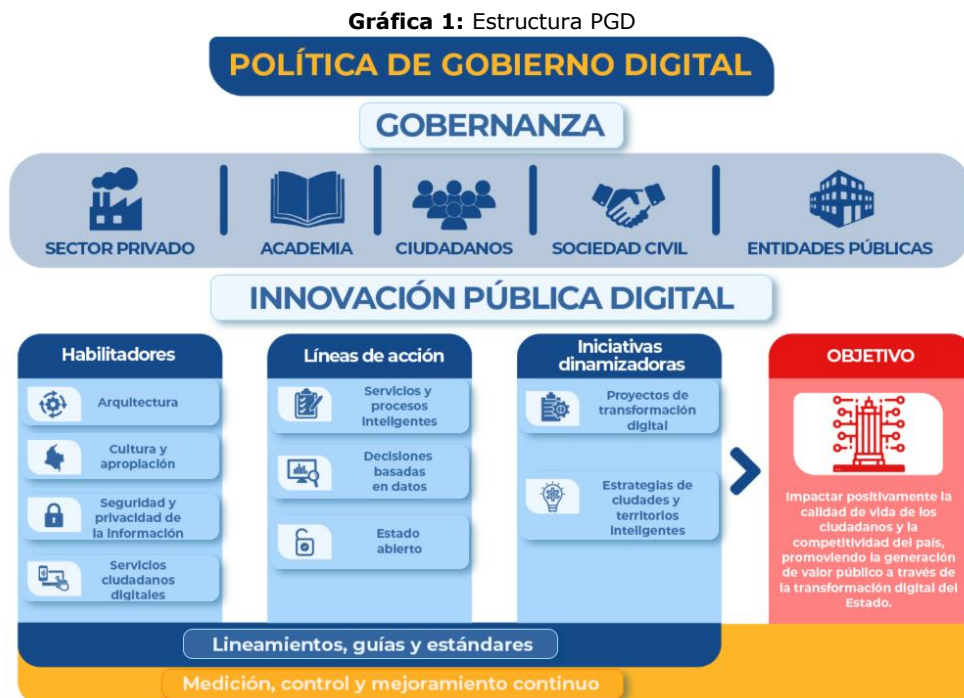 Gráfica 1: Estructura PGD
POLÍTICA DE GOBIERNO DIGITAL
GOBERNANZA
SECTOR PRIVADO
ACADEMIA
CIUDADANOS
SOCIEDAD CIVIL
ENTIDADES PÚBLICAS
INNOVACIÓN PÚBLICA DIGITAL
Habilitadores
Arquitectura
Cultura y
apropiación
Seguridad y
privacidad de
la información
Servicios
ciudadanos
digitales
Líneas de acción
Servicios y
procesos
inteligentes
Decisiones
basadas
en datos
Estado
abierto
Iniciativas
dinamizadoras
Proyectos de
transformación
digital
Estrategias de
ciudades y
territorios
inteligentes
OBJETIVO
Impactar positivamente la
calidad de vida de los
ciudadanos y la
competitividad del país,
promoviendo la generación
de valor público a través de
la transformación digital del
Estado.
Lineamientos, guías y estándares
Medición, control y mejoramiento continuo